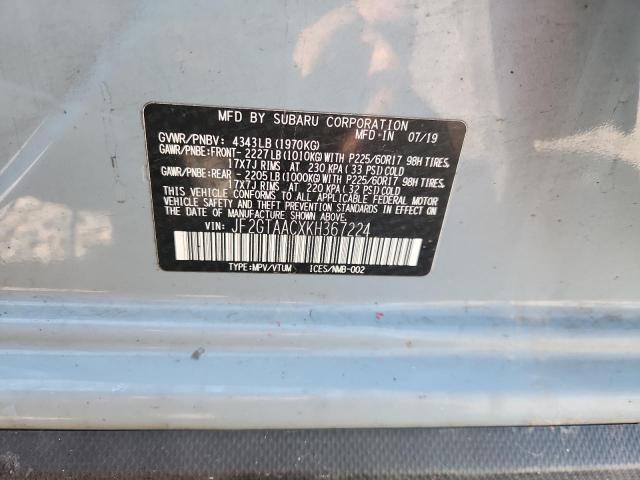 MFD BY SUBARU CORPORATION
MFD IN 07/19
GVWR/PNBV: 4343LB (1970KG)
GAWR/PNBE:FRONT- 2227LB (1010KG) WITH P225/60R17 98H TIRES,
17X7J RIMS AT 230 KPA (33 PSI) COLD
GAWR/PNBE:REAR - 2205LB (1000KG) WITH P225/60R17 98H TIRES,
17X7J RIMS AT 220 KPA (32 PSI) COLD
THIS VEHICLE CONFORMS TO ALL APPLICABLE FEDERAL MOTOR
VEHICLE SAFETY AND THEFT PREVENTION STANDARDS IN EFFECT
ON THE DATE OF MANUFACTURE SHOWN ABOVE.
VIN: JF2GTAACXKH367224
TYPE:MPV/VTUM ICES/NMB-002